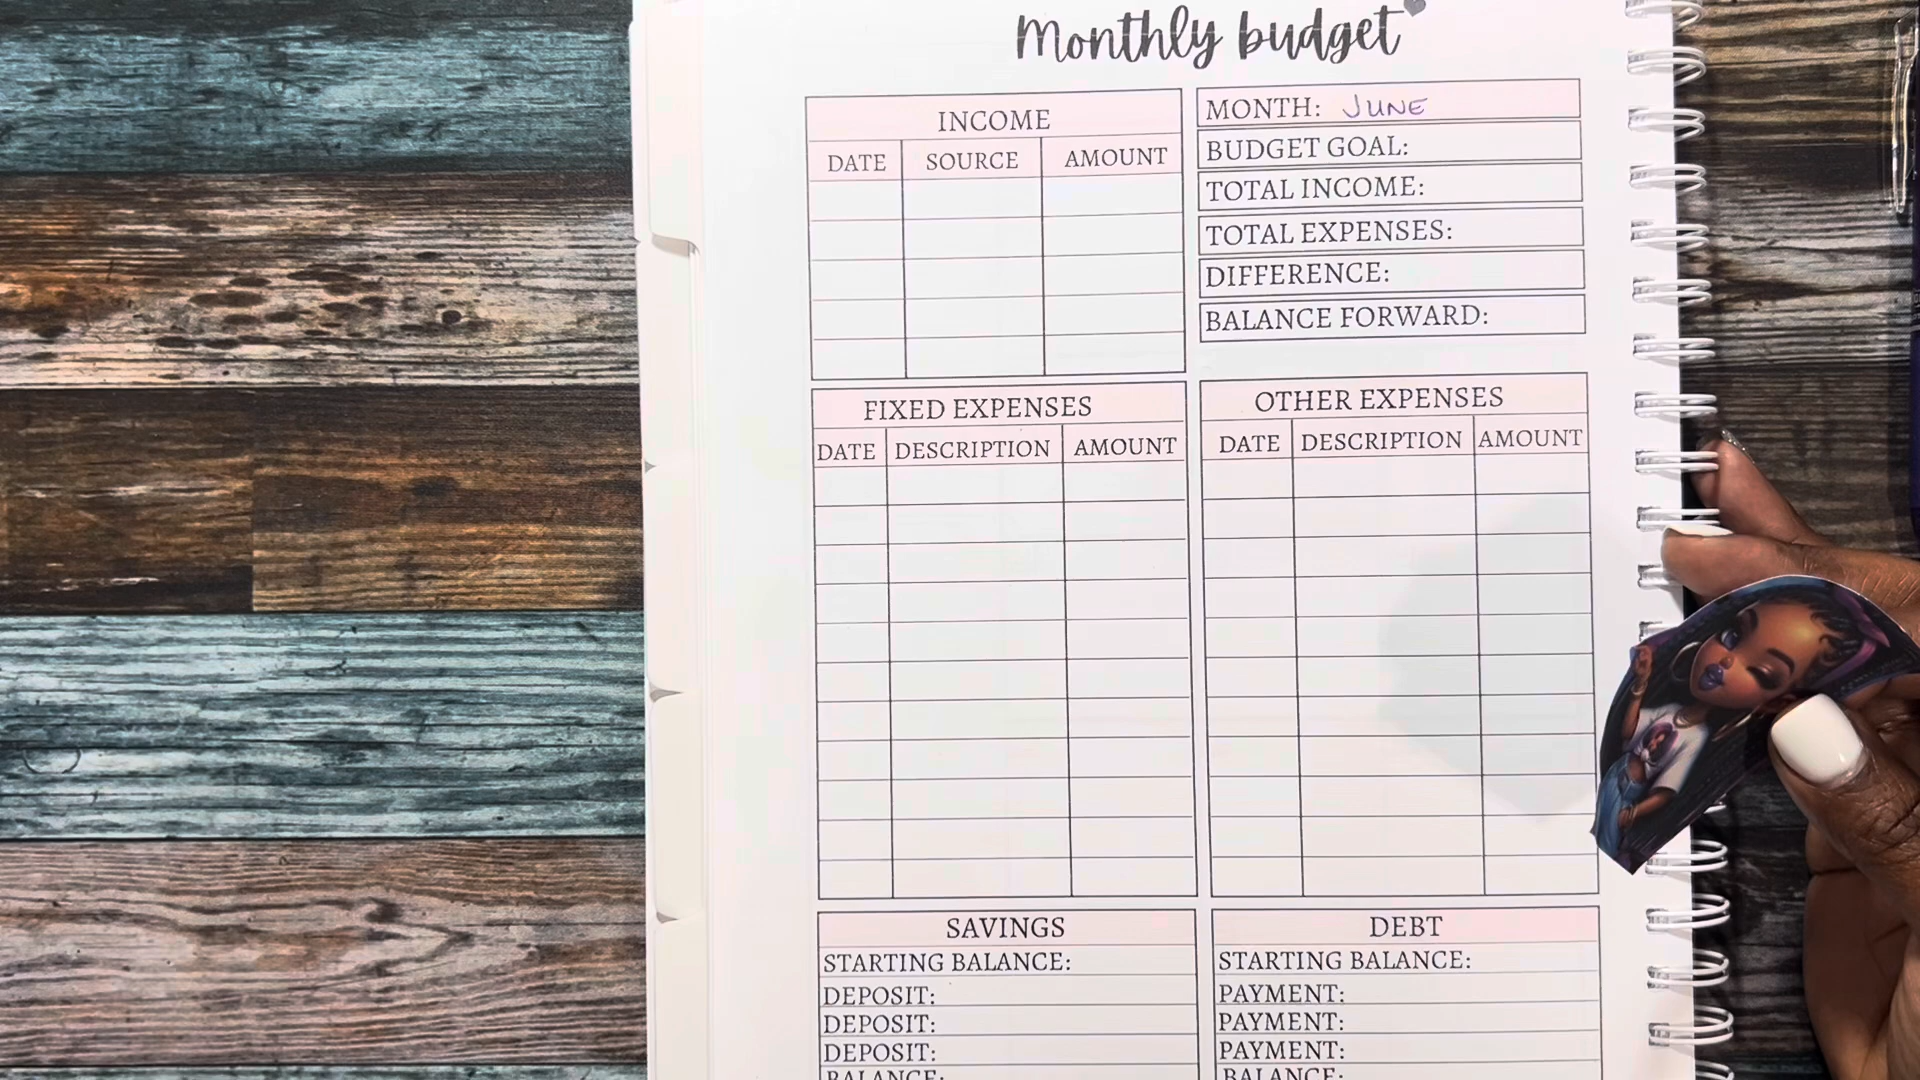 Monthly budget
INCOME
DATE SOURCE AMOUNT
MONTH: JUNE
BUDGET GOAL:
TOTAL INCOME:
TOTAL EXPENSES:
DIFFERENCE:
BALANCE FORWARD:
FIXED EXPENSES
DATE DESCRIPTION AMOUNT
OTHER EXPENSES
DATE DESCRIPTION AMOUNT
SAVINGS
STARTING BALANCE:
DEPOSIT:
DEPOSIT:
DEPOSIT:
BALANCE:
DEBT
STARTING BALANCE:
PAYMENT:
PAYMENT:
PAYMENT:
BALANCE: